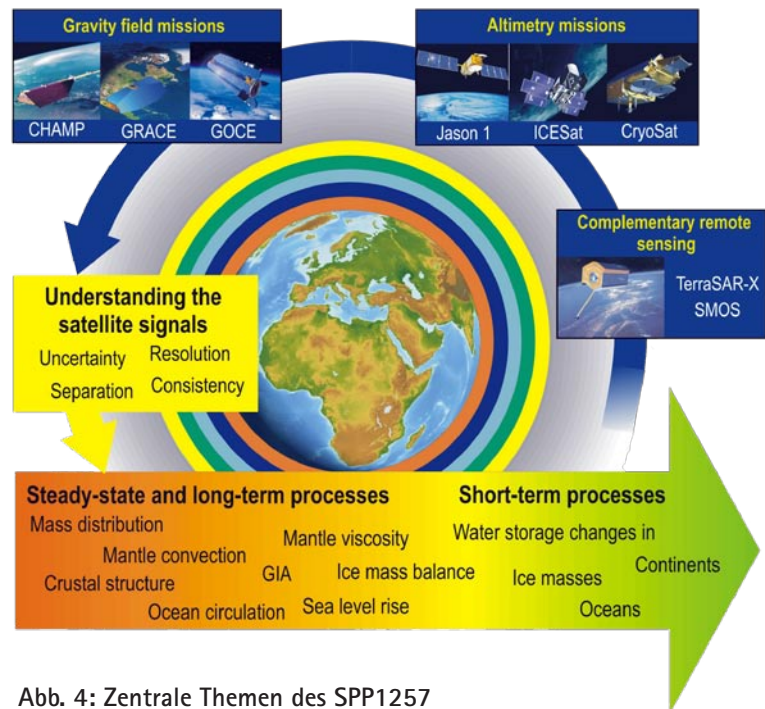 Gravity field missions
CHAMP GRACE GOCE
Altimetry missions
Jason 1 ICESat CryoSat
Complementary remote
sensing
TerraSAR-X
SMOS
Understanding the
satellite signals
Uncertainty Resolution
Separation Consistency
Steady-state and long-term processes
Mass distribution
Mantle convection
Mantle viscosity
Crustal structure
GIA
Ice mass balance
Ocean circulation
Sea level rise
Short-term processes
Water storage changes in
Continents
Ice masses
Oceans
Abb. 4: Zentrale Themen des SPP1257